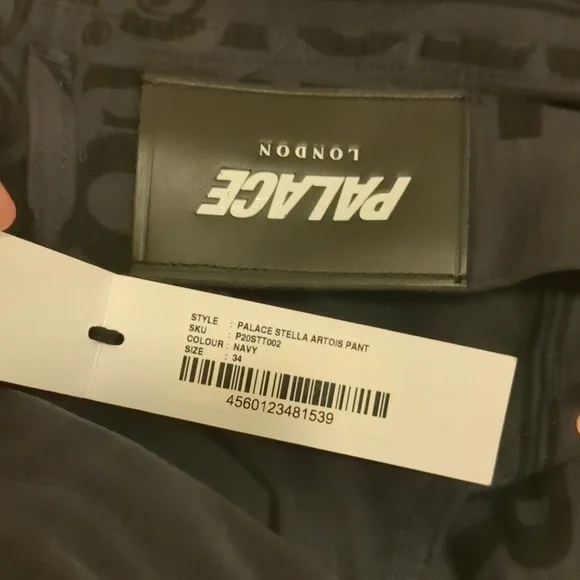 PALACE
LONDON
STYLE : PALACE STELLA ARTOIS PANT
SKU : P20STT002
COLOUR : NAVY
SIZE : 34
4560123481539